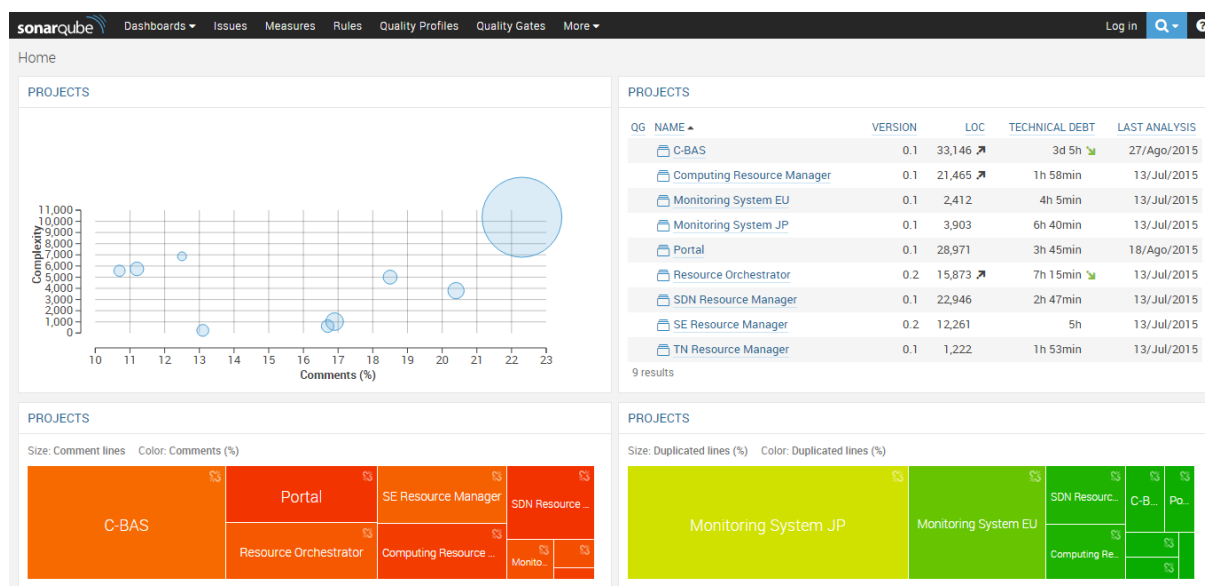 sonarqube Dashboards Issues Measures Rules Quality Profiles Quality Gates More Log in
Home
PROJECTS
11,000
10,000
9,000
8,000
7,000
6,000
5,000
4,000
3,000
2,000
1,000
0
Complexity
10 11 12 13 14 15 16 17 18 19 20 21 22 23
Comments (%)
PROJECTS
QG NAME VERSION LOC TECHNICAL DEBT LAST ANALYSIS
C-BAS 0.1 33,146 3d 5h 27/Ago/2015
Computing Resource Manager 0.1 21,465 1h 58min 13/Jul/2015
Monitoring System EU 0.1 2,412 4h 5min 13/Jul/2015
Monitoring System JP 0.1 3,903 6h 40min 13/Jul/2015
Portal 0.1 28,971 3h 45min 18/Ago/2015
Resource Orchestrator 0.2 15,873 7h 15min 13/Jul/2015
SDN Resource Manager 0.1 22,946 2h 47min 13/Jul/2015
SE Resource Manager 0.2 12,261 5h 13/Jul/2015
TN Resource Manager 0.1 1,222 1h 53min 13/Jul/2015
9 results
PROJECTS
Size: Comment lines Color: Comments (%)
C-BAS
Portal
Resource Orchestrator
SE Resource Manager
Computing Resource ...
SDN Resource ...
Monito...
PROJECTS
Size: Duplicated lines (%) Color: Duplicated lines (%)
Monitoring System JP
Monitoring System EU
SDN Resourc...
Computing Re...
C-B...
Po...